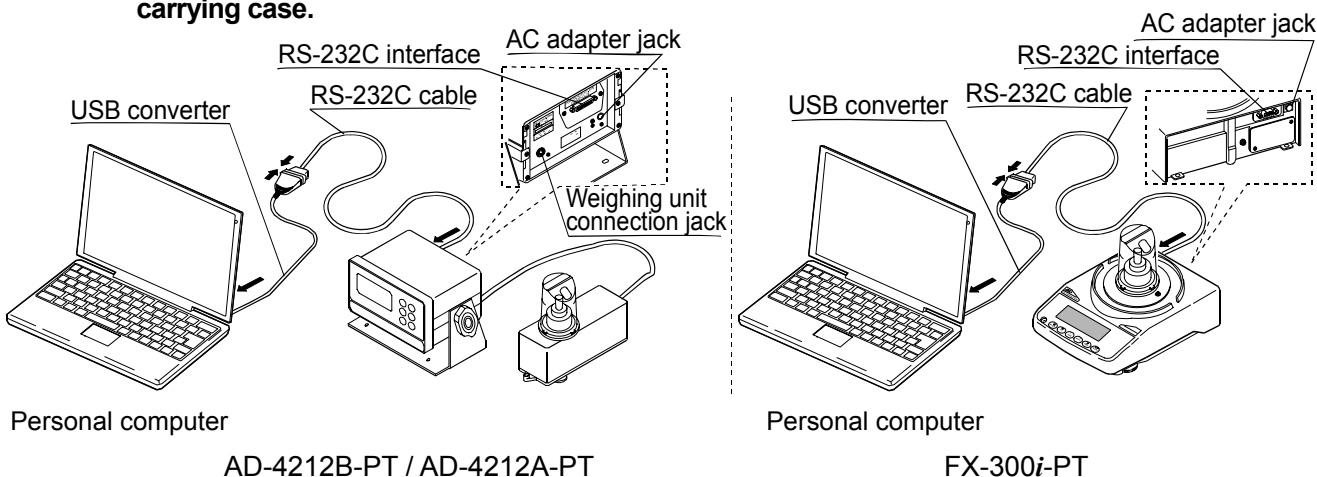 carrying case.
AC adapter jack
RS-232C interface
RS-232C cable
USB converter
Weighing unit
connection jack
Personal computer
AD-4212B-PT / AD-4212A-PT
AC adapter jack
RS-232C interface
RS-232C cable
USB converter
Personal computer
FX-300i-PT